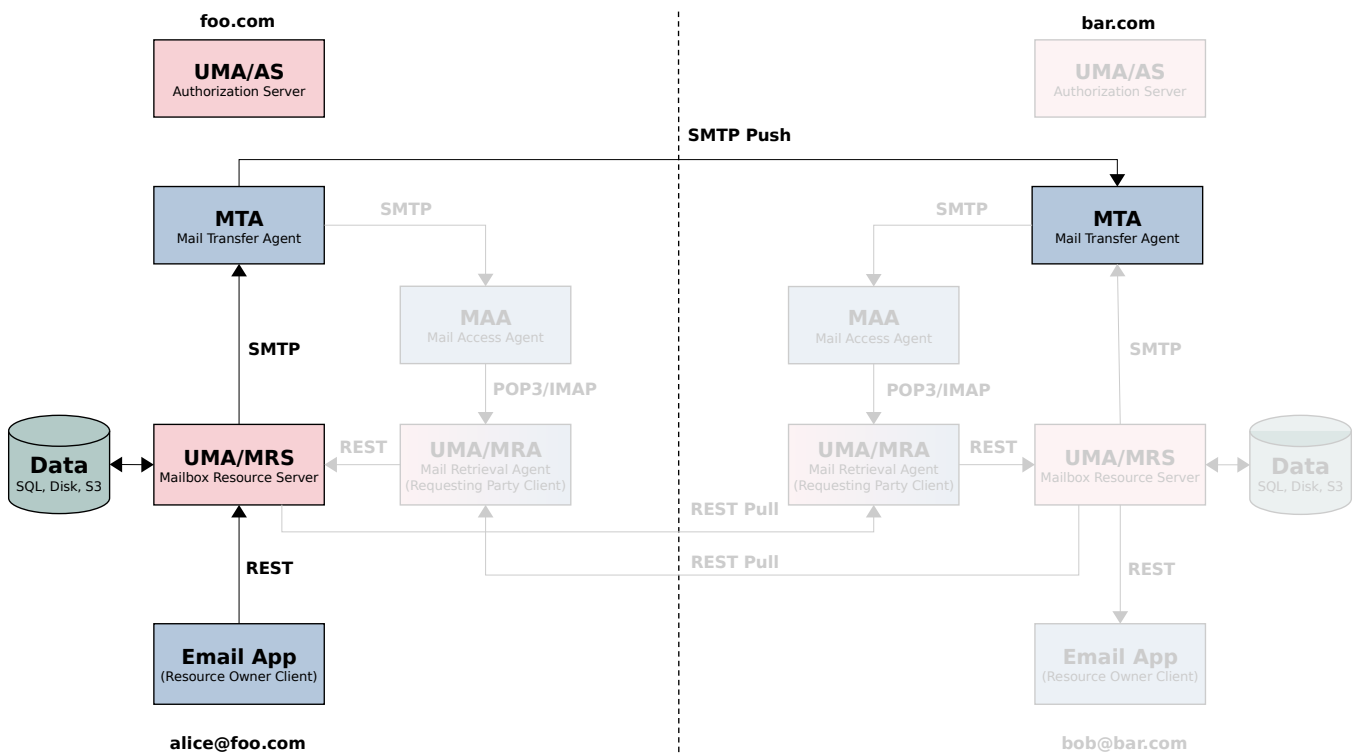 foo.com
bar.com
UMA/AS
Authorization Server
UMA/AS
Authorization Server
SMTP Push
MTA
Mail Transfer Agent
SMTP
SMTP
MTA
Mail Transfer Agent
MAA
Mail Access Agent
MAA
Mail Access Agent
SMTP
SMTP
POP3/IMAP
POP3/IMAP
Data
SQL, Disk, S3
UMA/MRS
Mailbox Resource Server
REST
UMA/MRA
Mail Retrieval Agent
(Requesting Party Client)
UMA/MRA
Mail Retrieval Agent
(Requesting Party Client)
REST
UMA/MRS
Mailbox Resource Server
Data
SQL, Disk, S3
REST Pull
REST Pull
REST
REST
Email App
(Resource Owner Client)
Email App
(Resource Owner Client)
alice@foo.com
bob@bar.com